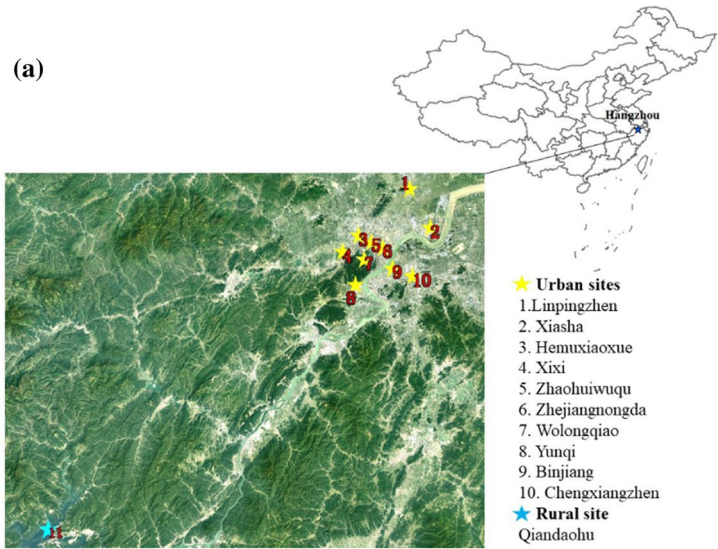 (a)
Hangzhou
1
2
3
5
6
4
7
9
10
8
11
Urban sites
1.Linpingzhen
2. Xiasha
3. Hemuxiaoxue
4. Xixi
5. Zhaohuiwuqu
6. Zhejiangnongda
7. Wolongqiao
8. Yunqi
9. Binjiang
10. Chengxiangzhen
Rural site
Qiandaohu